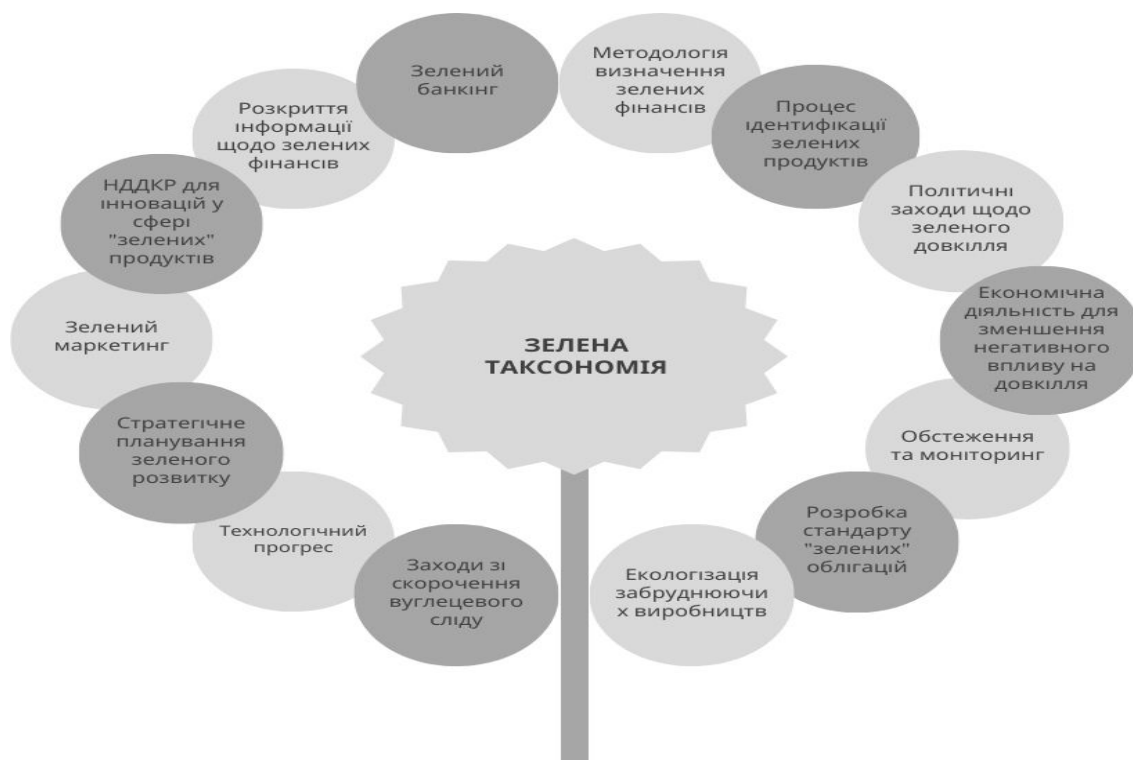 Зелений
банкінг
Методологія
визначення
зелених
фінансів
Процес
ідентифікації
зелених
продуктів
Політичні
заходи щодо
зеленого
довкілля
Економічна
діяльність для
зменшення
негативного
впливу на
довкілля
Обстеження
та моніторинг
Розробка
стандарту
"зелених"
облігацій
Екологізація
забруднюючи
х виробництв
Заходи зі
скорочення
вуглецевого
сліду
Технологічний
прогрес
Стратегічне
планування
зеленого
розвитку
Зелений
маркетинг
НДДКР для
інновацій у
сфері
"зелених"
продуктів
Розкриття
інформації
щодо зелених
фінансів
ЗЕЛЕНА
ТАКСОНОМІЯ